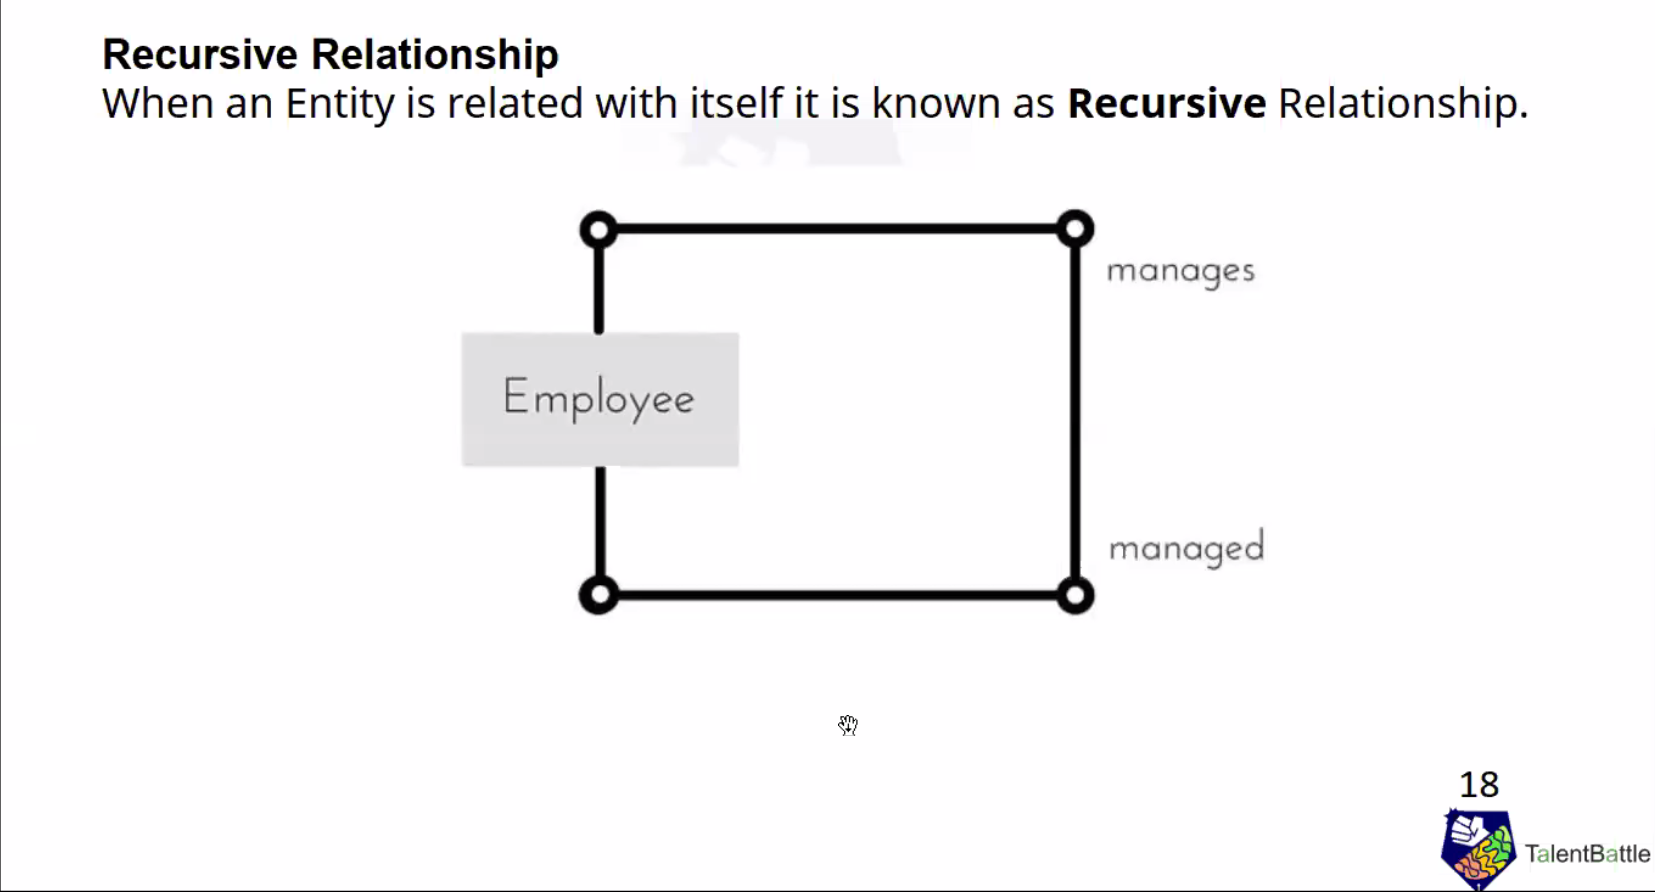 Recursive Relationship
When an Entity is related with itself it is known as Recursive Relationship.
manages
Employee
managed
18
TalentBattle